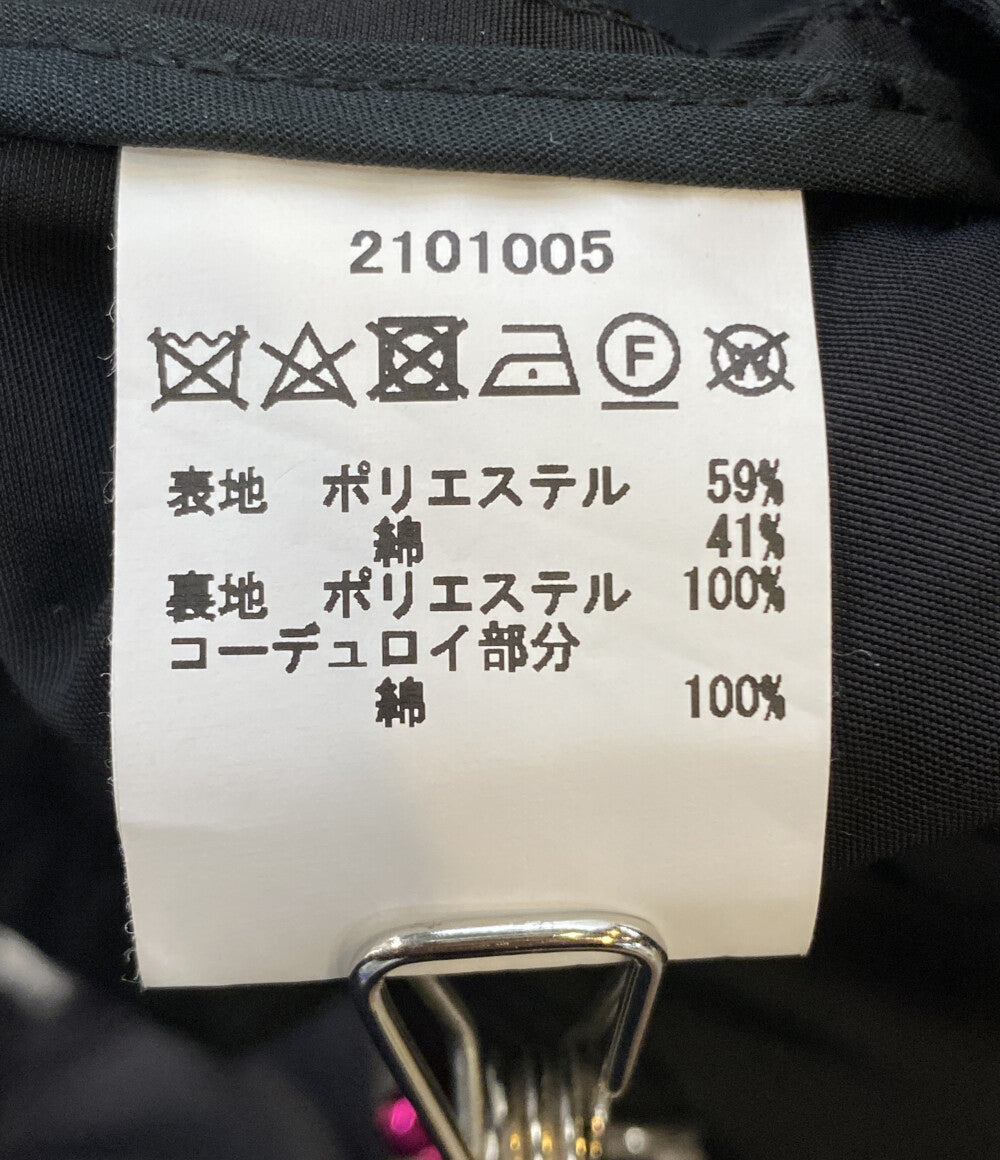 2101005
F W
表地 ポリエステル 59%
綿 41%
裏地 ポリエステル 100%
コーデュロイ部分
綿 100%